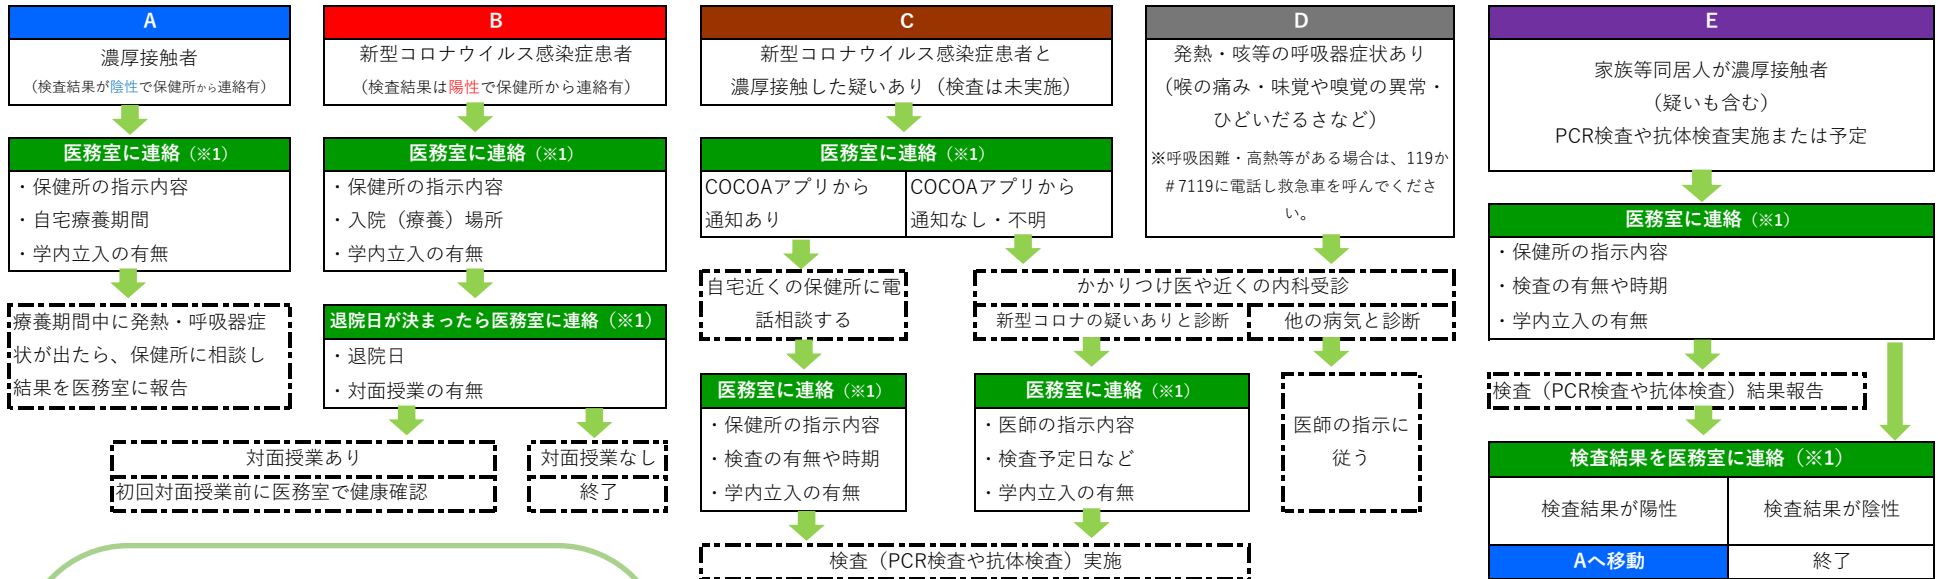 A
濃厚接触者
(検査結果が陰性で保健所から連絡有)
医務室に連絡(※1)
・保健所の指示内容
・自宅療養期間
・学内立入の有無
療養期間中に発熱・呼吸器症
状が出たら、保健所に相談し
結果を医務室に報告
B
新型コロナウイルス感染症患者
(検査結果は陽性で保健所から連絡有)
医務室に連絡(※1)
・保健所の指示内容
・入院（療養）場所
・学内立入の有無
退院日が決まったら医務室に連絡（※1）
・退院日
・対面授業の有無
対面授業あり
初回対面授業前に医務室で健康確認
対面授業なし
終了
C
新型コロナウイルス感染症患者と
濃厚接触した疑いあり（検査は未実施）
医務室に連絡(※1)
COCOAアプリから
通知あり
COCOAアプリから
通知なし・不明
自宅近くの保健所に電
話相談する
医務室に連絡(※1)
・保健所の指示内容
・検査の有無や時期
・学内立入の有無
D
発熱・咳等の呼吸器症状あり
（喉の痛み・味覚や嗅覚の異常・
ひどいだるさなど）
※呼吸困難・高熱等がある場合は、119か
＃7119に電話し救急車を呼んでくださ
い。
かかりつけ医や近くの内科受診
新型コロナの疑いありと診断
他の病気と診断
医務室に連絡(※1)
・医師の指示内容
・検査予定日など
・学内立入の有無
医師の指示に
従う
検査（PCR検査や抗体検査）実施
E
家族等同居人が濃厚接触者
（疑いも含む）
PCR検査や抗体検査実施または予定
医務室に連絡(※1)
・保健所の指示内容
・検査の有無や時期
・学内立入の有無
検査（PCR検査や抗体検査）結果報告
検査結果を医務室に連絡（※1）
検査結果が陽性
検査結果が陰性
Aへ移動
終了